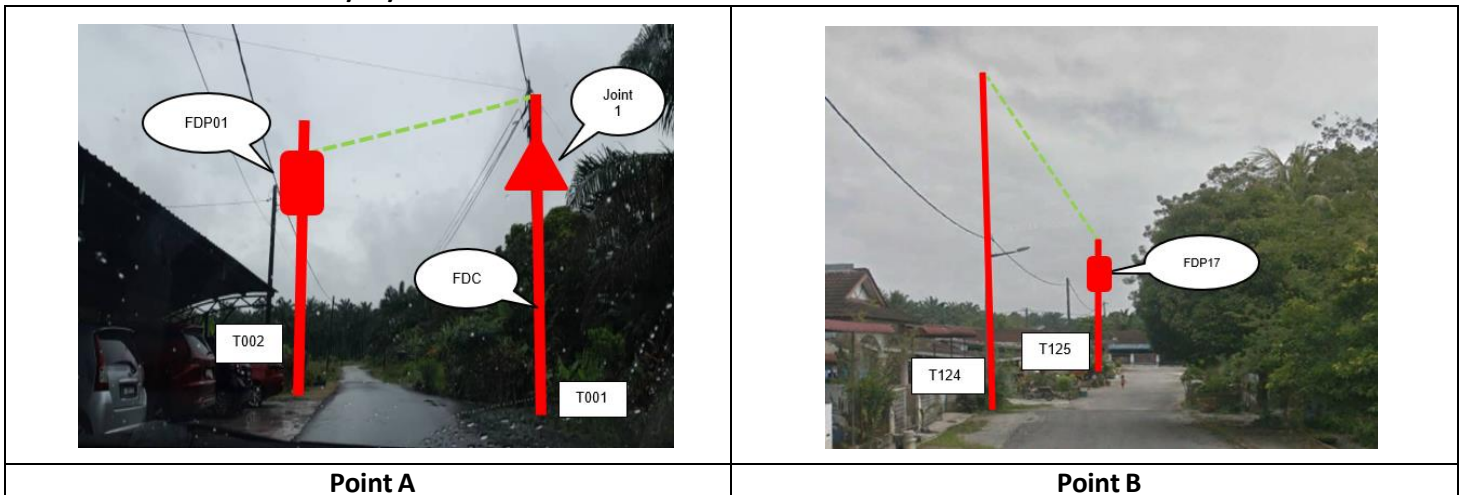 FDP01
Joint
1
FDC
T002
T001
FDP17
T125
T124
Point A
Point B